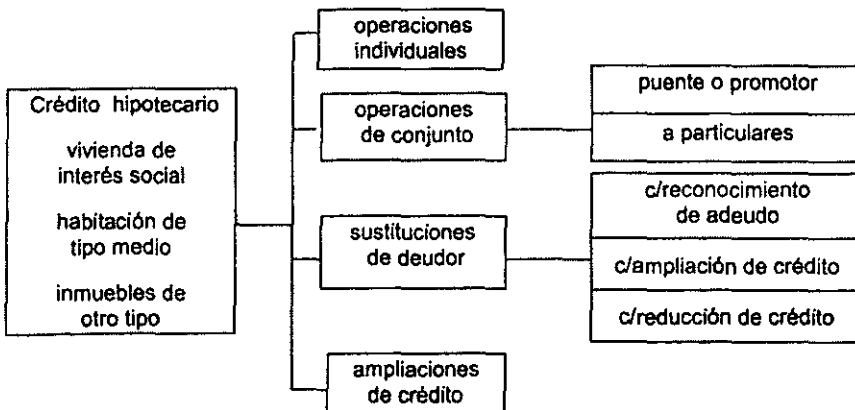 operaciones
individuales
Crédito hipotecario
vivienda de
interés social
habitación de
tipo medio
inmuebles de
otro tipo
operaciones
de conjunto
puente o promotor
a particulares
sustituciones
de deudor
c/reconocimiento
de adeudo
c/ampliación de crédito
c/reducción de crédito
ampliaciones
de crédito